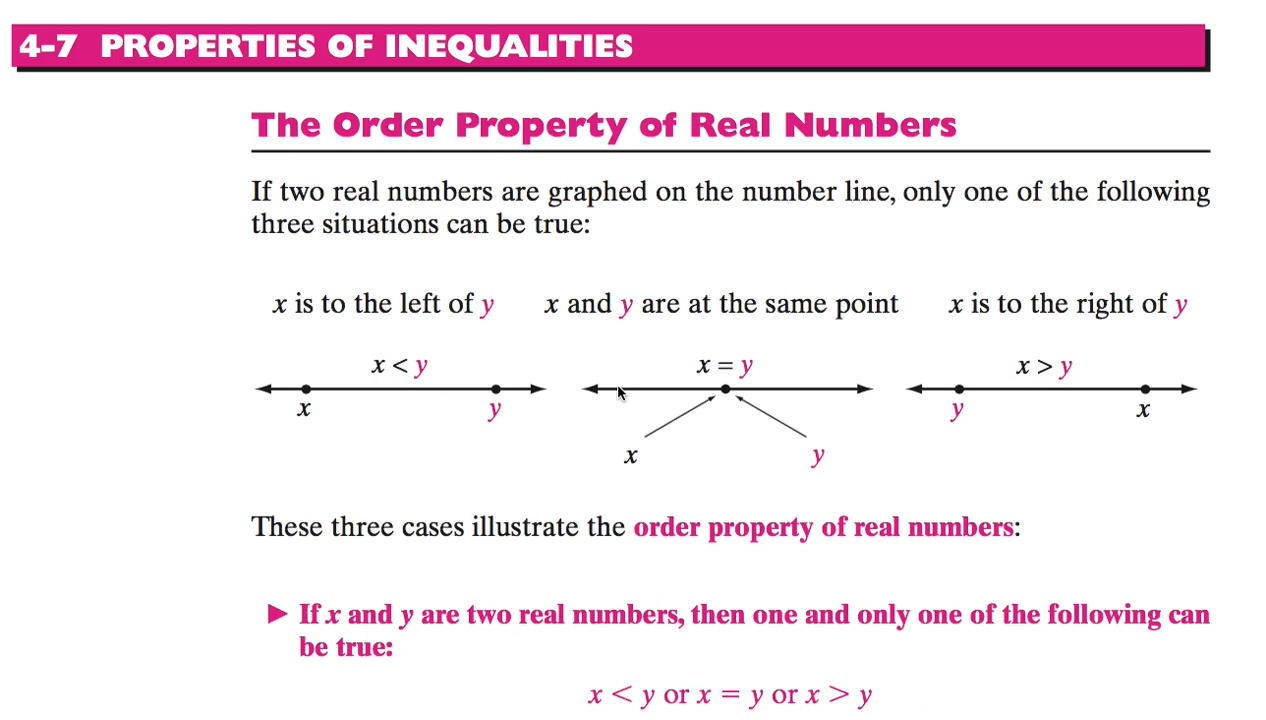 4-7 PROPERTIES OF INEQUALITIES
The Order Property of Real Numbers
If two real numbers are graphed on the number line, only one of the following
three situations can be true:
x is to the left of y
x and y are at the same point
x is to the right of y
x < y
x = y
x > y
x
y
y
x
x
y
These three cases illustrate the order property of real numbers:
▶ If x and y are two real numbers, then one and only one of the following can
be true:
x < y or x = y or x > y